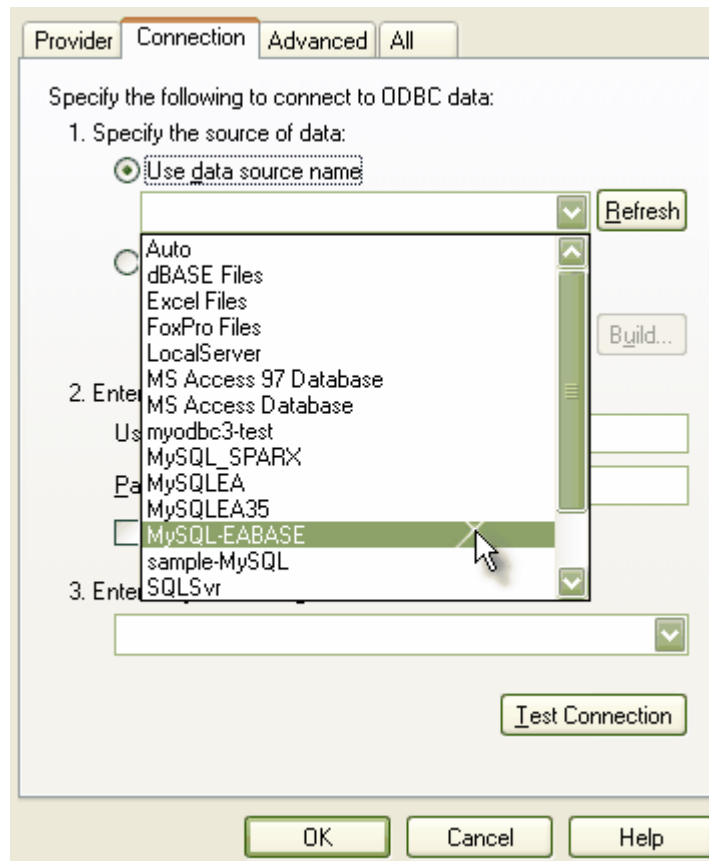 Provider Connection Advanced All
Specify the following to connect to ODBC data:
1. Specify the source of data:
Use data source name
Refresh
Auto
dBASE Files
Excel Files
FoxPro Files
LocalServer
Build...
MS Access 97 Database
2. Enter
MS Access Database
Us
myodbc3-test
MySQL_SPARX
Pa
MySQLEA
MySQLEA35
MySQL-EABASE
sample-MySQL
3. Enter
SQLSvr
Test Connection
OK Cancel Help